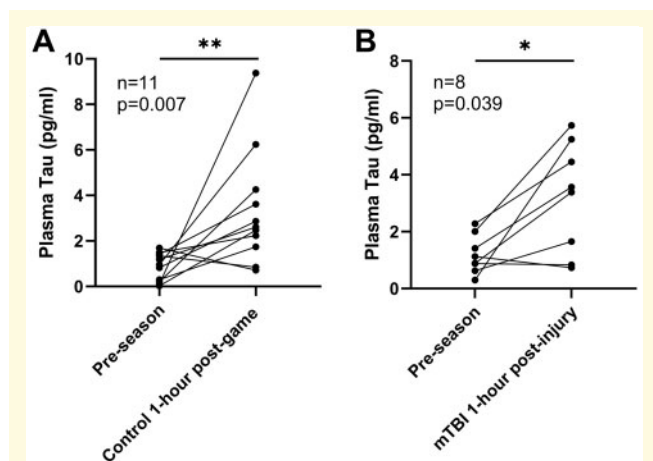 A
**
n=11
p=0.007
Plasma Tau (pg/ml)
10
8
6
4
2
0
Pre-season
Control 1-hour post-game
B
*
n=8
p=0.039
Plasma Tau (pg/ml)
8
6
4
2
0
Pre-season
mTBI 1-hour post-injury